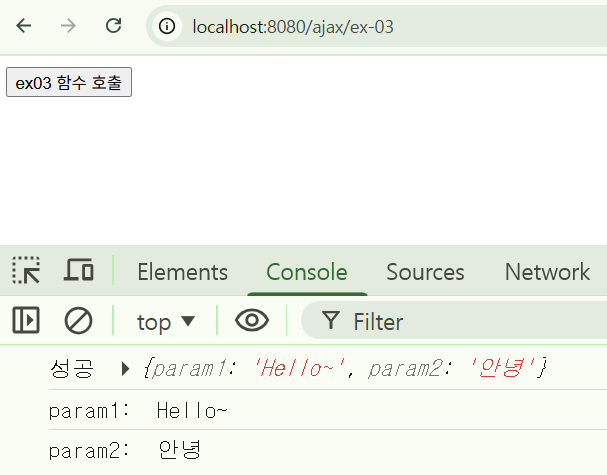 localhost:8080/ajax/ex-03
ex03 함수 호출
Elements Console Sources Network
top Filter
성공 {param1: 'Hello~', param2: '안녕'}
param1: Hello~
param2: 안녕